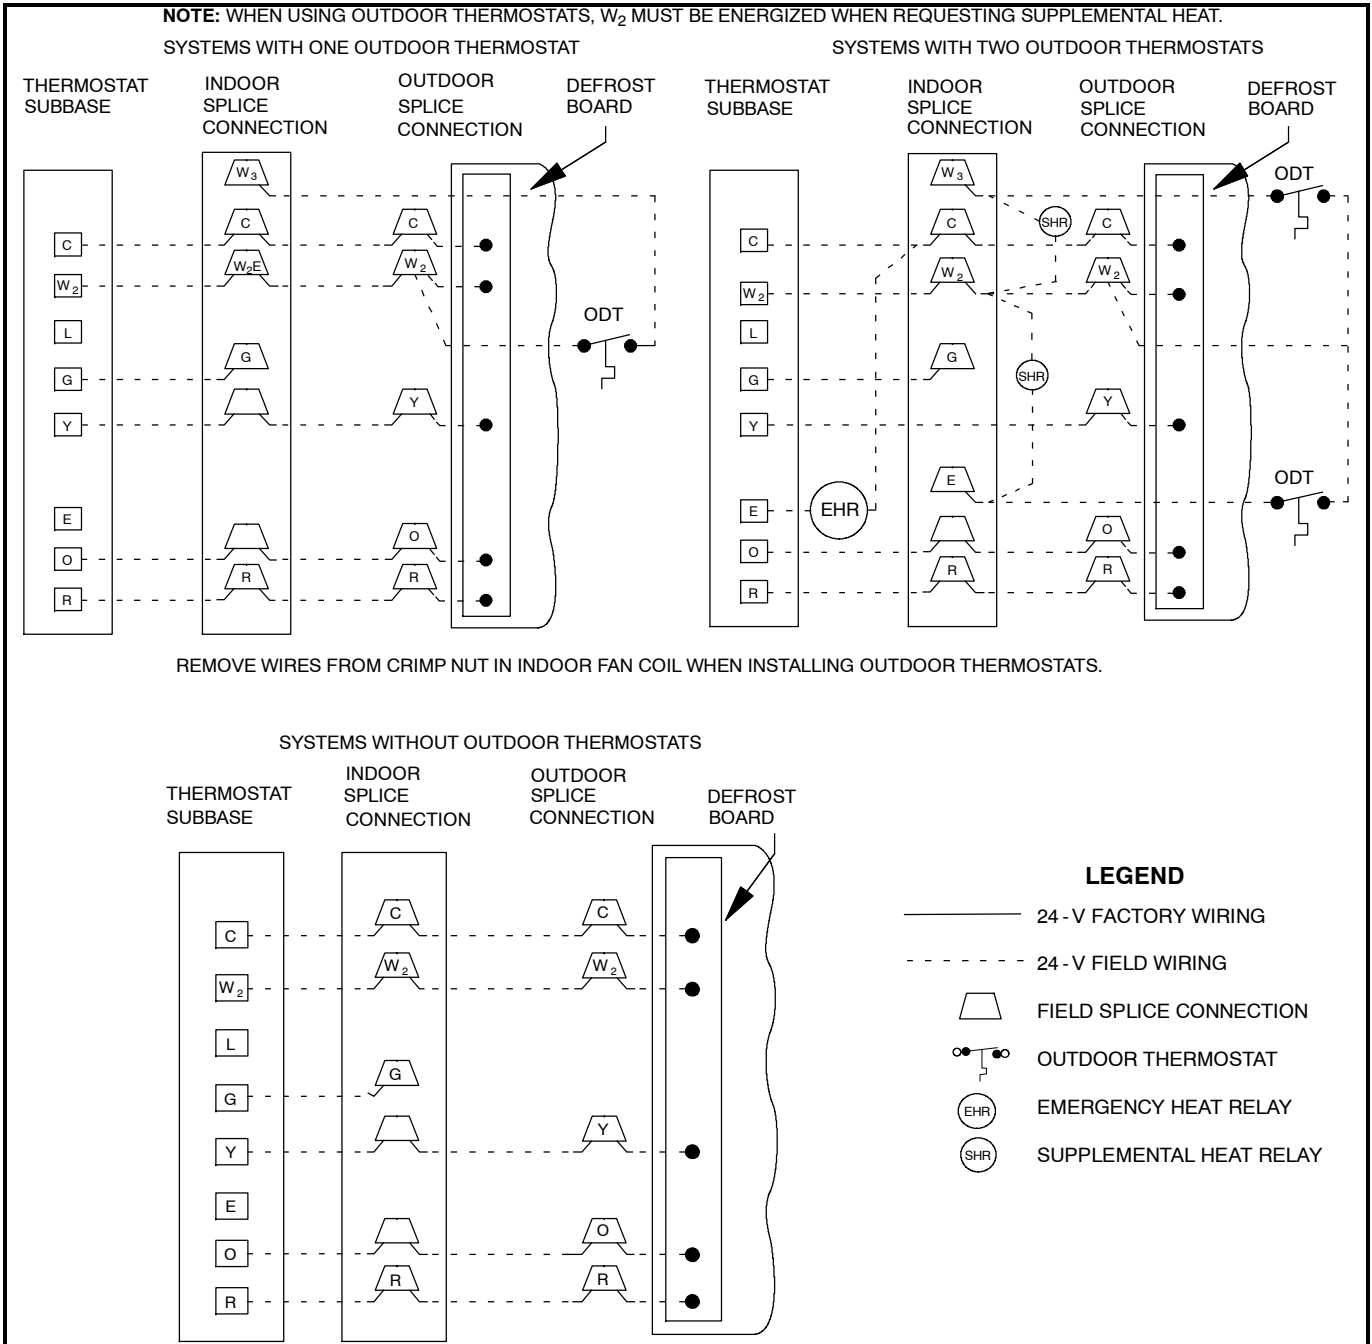 NOTE: WHEN USING OUTDOOR THERMOSTATS, W2 MUST BE ENERGIZED WHEN REQUESTING SUPPLEMENTAL HEAT.
SYSTEMS WITH ONE OUTDOOR THERMOSTAT
THERMOSTAT
SUBBASE
INDOOR
SPLICE
CONNECTION
OUTDOOR
SPLICE
CONNECTION
DEFROST
BOARD
W3
C
C
C
W2
W2E
W2
ODT
L
G
G
Y
Y
E
O
O
R
R
R
SYSTEMS WITH TWO OUTDOOR THERMOSTATS
THERMOSTAT
SUBBASE
INDOOR
SPLICE
CONNECTION
OUTDOOR
SPLICE
CONNECTION
DEFROST
BOARD
W3
ODT
C
C
SHR
C
W2
W2
W2
L
G
G
SHR
Y
Y
E
ODT
E
EHR
O
O
R
R
R
REMOVE WIRES FROM CRIMP NUT IN INDOOR FAN COIL WHEN INSTALLING OUTDOOR THERMOSTATS.
SYSTEMS WITHOUT OUTDOOR THERMOSTATS
THERMOSTAT
SUBBASE
INDOOR
SPLICE
CONNECTION
OUTDOOR
SPLICE
CONNECTION
DEFROST
BOARD
C
C
C
W2
W2
W2
L
G
G
Y
Y
E
O
O
R
R
R
LEGEND
24-V FACTORY WIRING
24-V FIELD WIRING
FIELD SPLICE CONNECTION
OUTDOOR THERMOSTAT
EHR EMERGENCY HEAT RELAY
SHR SUPPLEMENTAL HEAT RELAY